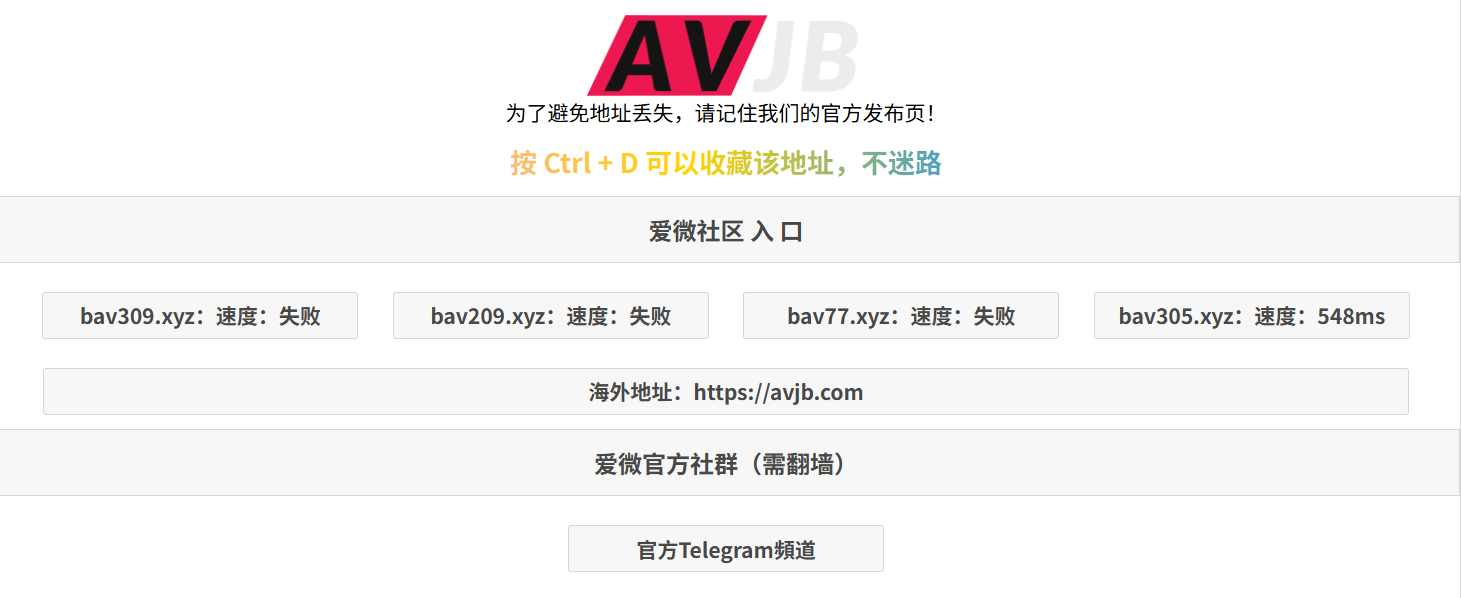 AVJB
为了避免地址丢失，请记住我们的官方发布页！
按 Ctrl + D 可以收藏该地址，不迷路
爱微社区 入 口
bav309.xyz：速度：失败
bav209.xyz：速度：失败
bav77.xyz：速度：失败
bav305.xyz：速度：548ms
海外地址：https://avjb.com
爱微官方社群（需翻墙）
官方Telegram頻道